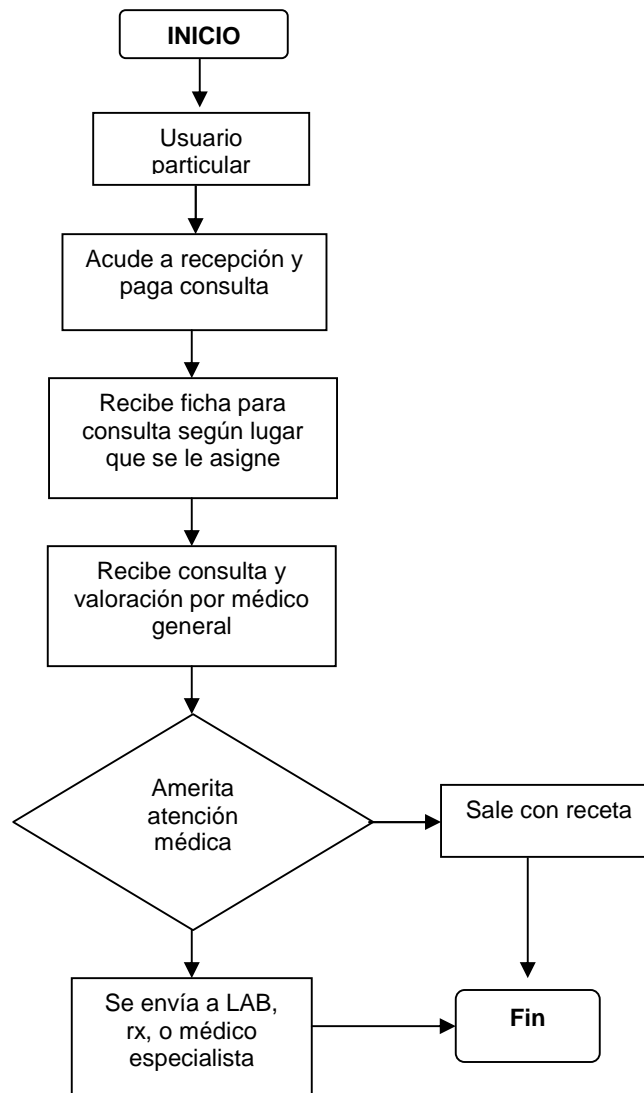 INICIO
Usuario
particular
Acude a recepción y
paga consulta
Recibe ficha para
consulta según lugar
que se le asigne
Recibe consulta y
valoración por médico
general
Amerita
atención
médica
Sale con receta
Se envía a LAB,
rx, o médico
especialista
Fin